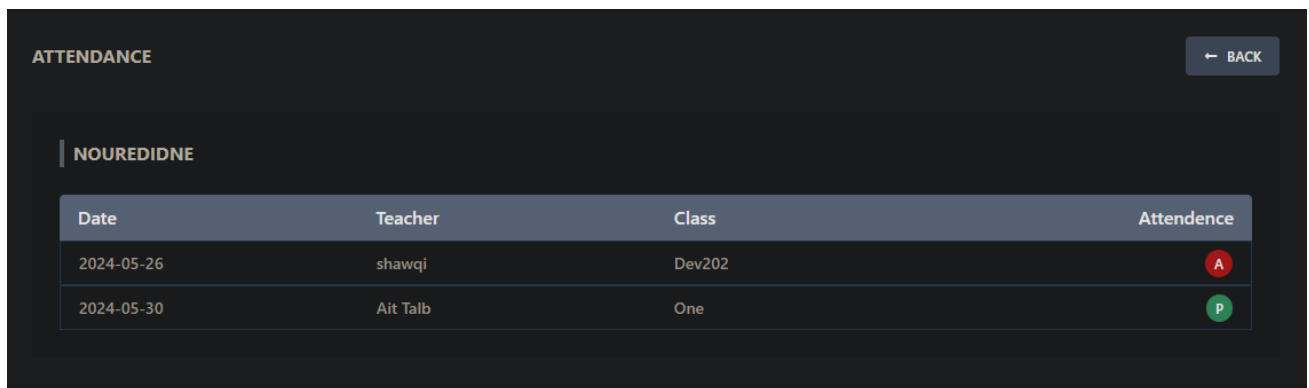 ATTENDANCE
← BACK
NOUREDIDNE
Date Teacher Class Attendence
2024-05-26 shawqi Dev202 A
2024-05-30 Ait Talb One P